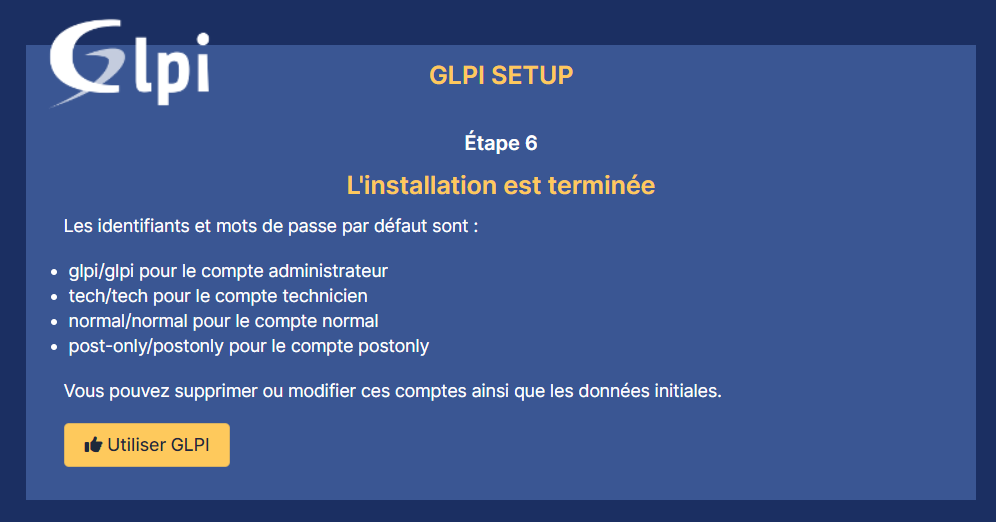 Glpi
GLPI SETUP
Étape 6
L'installation est terminée
Les identifiants et mots de passe par défaut sont :
glpi/glpi pour le compte administrateur
tech/tech pour le compte technicien
normal/normal pour le compte normal
post-only/postonly pour le compte postonly
Vous pouvez supprimer ou modifier ces comptes ainsi que les données initiales.
Utiliser GLPI